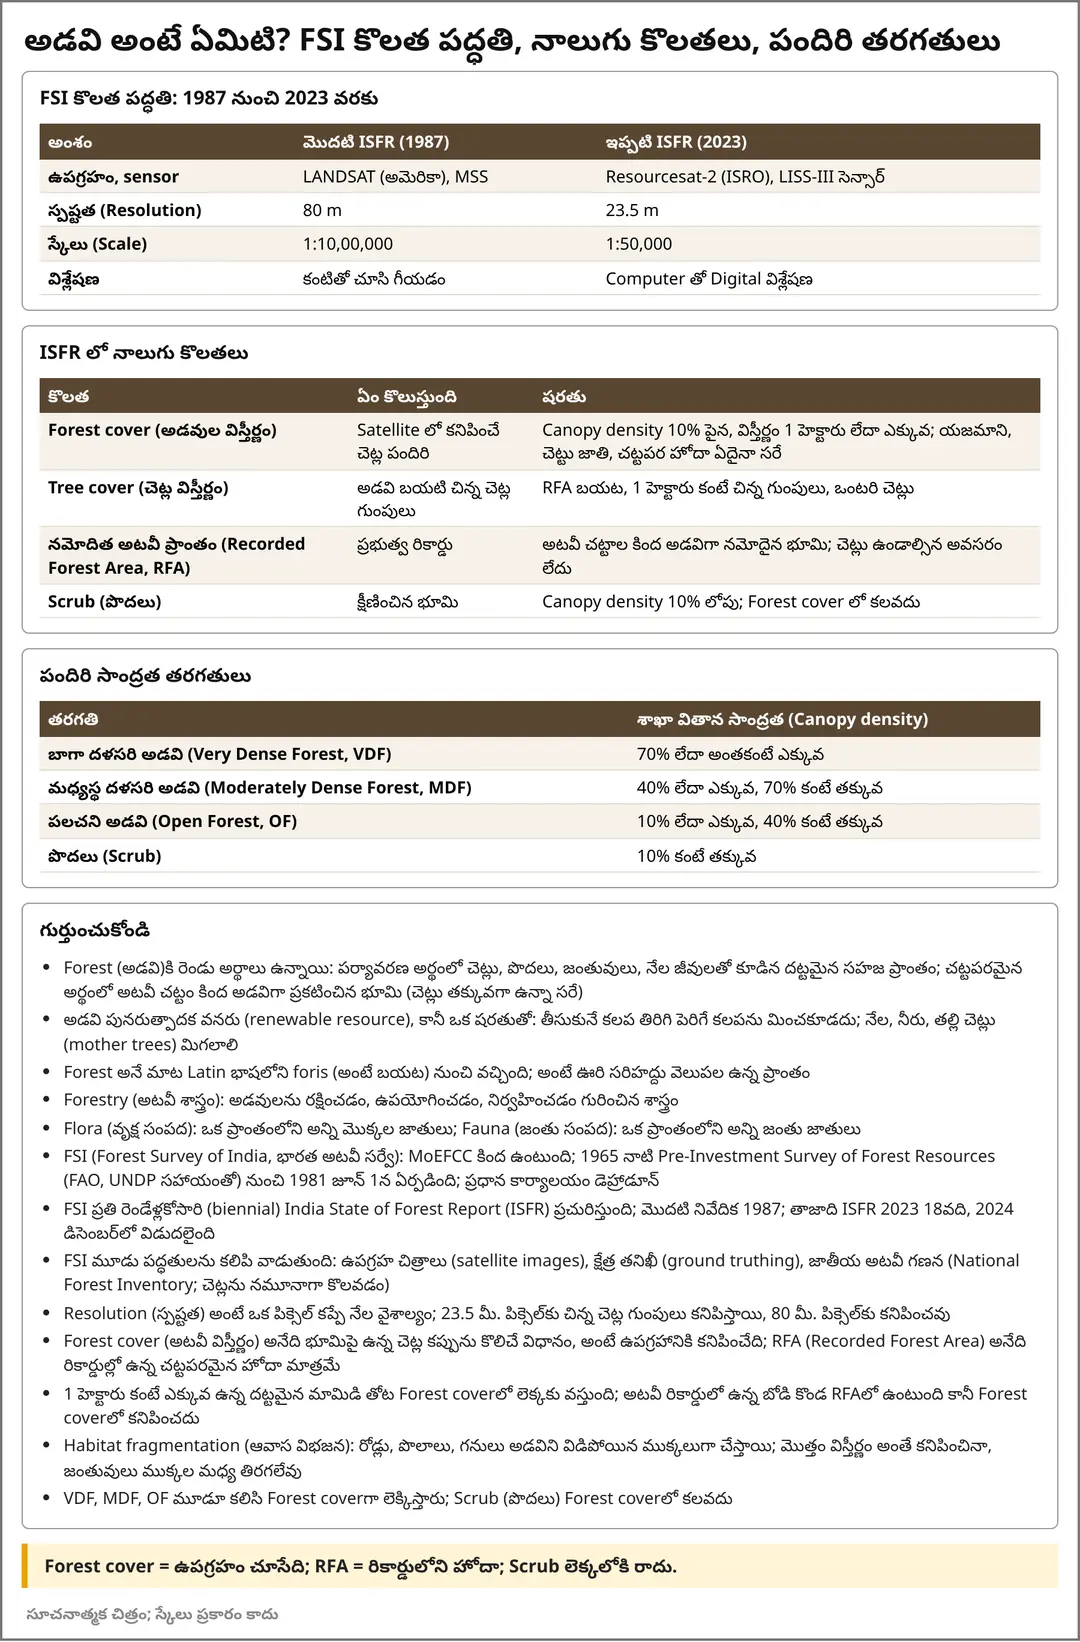 అడవి అంటే ఏమిటి? FSI కొలత పద్ధతి, నాలుగు కొలతలు, పందిరి తరగతులు
FSI కొలత పద్ధతి: 1987 నుంచి 2023 వరకు
అంశం మొదటి ISFR (1987) ఇప్పటి ISFR (2023)
ఉపగ్రహం, sensor LANDSAT (అమెరికా), MSS Resourcesat-2 (ISRO), LISS-III సెన్సార్
స్పష్టత (Resolution) 80 m 23.5 m
స్కేలు (Scale) 1:10,00,000 1:50,000
విశ్లేషణ కంటితో చూసి గీయడం Computer తో Digital విశ్లేషణ
ISFR లో నాలుగు కొలతలు
కొలత ఏం కొలుస్తుంది షరతు
Forest cover (అడవుల విస్తీర్ణం) Satellite లో కనిపించే Canopy density 10% పైన, విస్తీర్ణం 1 హెక్టారు లేదా ఎక్కువ; యజమాని,
చెట్ల పందిరి చెట్టు జాతి, చట్టపర హోదా ఏదైనా సరే
Tree cover (చెట్ల విస్తీర్ణం) అడవి బయటి చిన్న చెట్ల RFA బయట, 1 హెక్టారు కంటే చిన్న గుంపులు, ఒంటరి చెట్లు
గుంపులు
నమోదిత అటవీ ప్రాంతం (Recorded ప్రభుత్వ రికార్డు అటవీ చట్టాల కింద అడవిగా నమోదైన భూమి; చెట్లు ఉండాల్సిన అవసరం
Forest Area, RFA) లేదు
Scrub (పొదలు) క్షీణించిన భూమి Canopy density 10% లోపు; Forest cover లో కలవదు
పందిరి సాంద్రత తరగతులు
తరగతి శాఖా వితాన సాంద్రత (Canopy density)
బాగా దళసరి అడవి (Very Dense Forest, VDF) 70% లేదా అంతకంటే ఎక్కువ
మధ్యస్థ దళసరి అడవి (Moderately Dense Forest, MDF) 40% లేదా ఎక్కువ, 70% కంటే తక్కువ
పలచని అడవి (Open Forest, OF) 10% లేదా ఎక్కువ, 40% కంటే తక్కువ
పొదలు (Scrub) 10% కంటే తక్కువ
గుర్తుంచుకోండి
• Forest (అడవి)కి రెండు అర్థాలు ఉన్నాయి: పర్యావరణ అర్థంలో చెట్లు, పొదలు, జంతువులు, నేల జీవులతో కూడిన దట్టమైన సహజ ప్రాంతం; చట్టపరమైన
అర్థంలో అటవీ చట్టం కింద అడవిగా ప్రకటించిన భూమి (చెట్లు తక్కువగా ఉన్నా సరే)
• అడవి పునరుత్పాదక వనరు (renewable resource), కానీ ఒక షరతుతో: తీసుకునే కలప తిరిగి పెరిగే కలపను మించకూడదు; నేల, నీరు, తల్లి చెట్లు
(mother trees) మిగలాలి
• Forest అనే మాట Latin భాషలోని foris (అంటే బయట) నుంచి వచ్చింది; అంటే ఊరి సరిహద్దు వెలుపల ఉన్న ప్రాంతం
• Forestry (అటవీ శాస్త్రం): అడవులను రక్షించడం, ఉపయోగించడం, నిర్వహించడం గురించిన శాస్త్రం
• Flora (వృక్ష సంపద): ఒక ప్రాంతంలోని అన్ని మొక్కల జాతులు; Fauna (జంతు సంపద): ఒక ప్రాంతంలోని అన్ని జంతు జాతులు
• FSI (Forest Survey of India, భారత అటవీ సర్వే): MoEFCC కింద ఉంటుంది; 1965 నాటి Pre-Investment Survey of Forest Resources
(FAO, UNDP సహాయంతో) నుంచి 1981 జూన్ 1న ఏర్పడింది; ప్రధాన కార్యాలయం డెహ్రాడూన్
• FSI ప్రతి రెండేళ్లకోసారి (biennial) India State of Forest Report (ISFR) ప్రచురిస్తుంది; మొదటి నివేదిక 1987; తాజాది ISFR 2023 18వది, 2024
డిసెంబర్‌లో విడుదలైంది
• FSI మూడు పద్ధతులను కలిపి వాడుతుంది: ఉపగ్రహ చిత్రాలు (satellite images), క్షేత్ర తనిఖీ (ground truthing), జాతీయ అటవీ గణన (National
Forest Inventory; చెట్లను నమూనాగా కొలవడం)
• Resolution (స్పష్టత) అంటే ఒక పిక్సెల్ కప్పే నేల వైశాల్యం; 23.5 మీ. పిక్సెల్‌కు చిన్న చెట్ల గుంపులు కనిపిస్తాయి, 80 మీ. పిక్సెల్‌కు కనిపించవు
• Forest cover (అటవీ విస్తీర్ణం) అనేది భూమిపై ఉన్న చెట్ల కప్పును కొలిచే విధానం, అంటే ఉపగ్రహానికి కనిపించేది; RFA (Recorded Forest Area) అనేది
రికార్డుల్లో ఉన్న చట్టపరమైన హోదా మాత్రమే
• 1 హెక్టారు కంటే ఎక్కువ ఉన్న దట్టమైన మామిడి తోట Forest coverలో లెక్కకు వస్తుంది; అటవీ రికార్డులో ఉన్న బోడి కొండ RFAలో ఉంటుంది కానీ Forest
coverలో కనిపించదు
• Habitat fragmentation (ఆవాస విభజన): రోడ్లు, పొలాలు, గనులు అడవిని విడిపోయిన ముక్కలుగా చేస్తాయి; మొత్తం విస్తీర్ణం అంతే కనిపించినా,
జంతువులు ముక్కల మధ్య తిరగలేవు
• VDF, MDF, OF మూడూ కలిసి Forest coverగా లెక్కిస్తారు; Scrub (పొదలు) Forest coverలో కలవదు
Forest cover = ఉపగ్రహం చూసేది; RFA = రికార్డులోని హోదా; Scrub లెక్కలోకి రాదు.
సూచనాత్మక చిత్రం; స్కేలు ప్రకారం కాదు